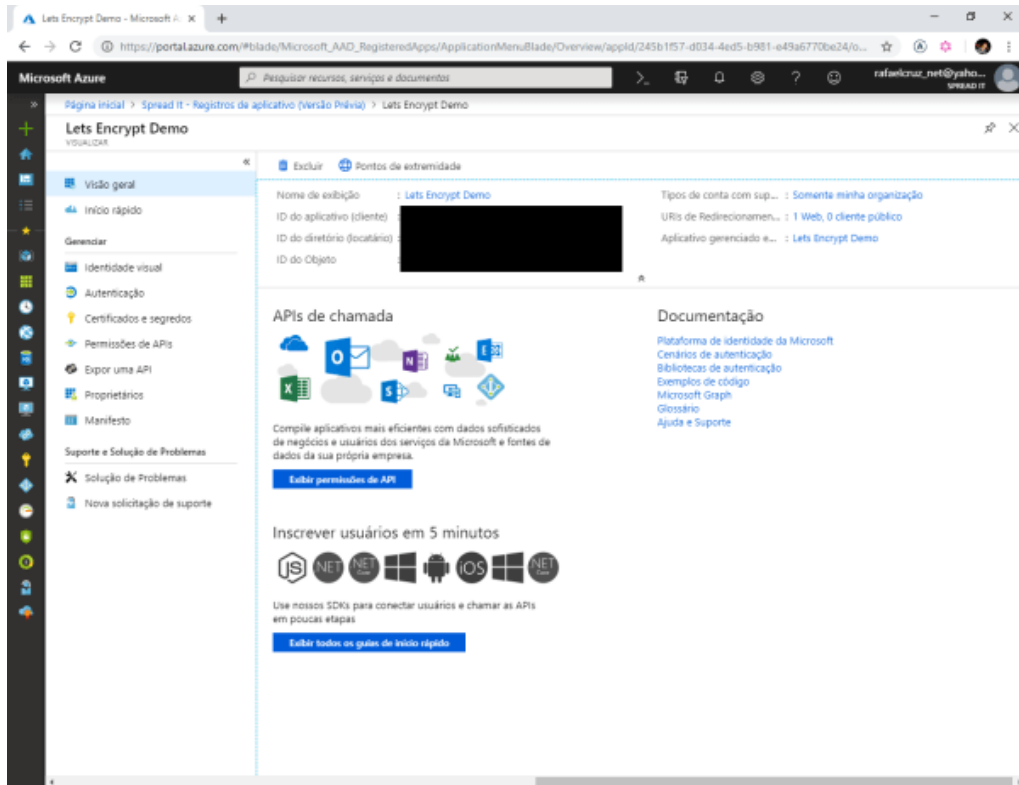 Lets Encrypt Demo - Microsoft A
https://portal.azure.com/#blade/Microsoft_AAD_RegisteredApps/ApplicationMenuBlade/Overview/appId/245b1f57-d034-4ed5-b981-e49a6770be24/o...
Microsoft Azure
Pesquisar recursos, serviços e documentos
rafaelcruz_net@yaho...
SPREAD IT
Página inicial > Spread It - Registros de aplicativo (Versão Prévia) > Lets Encrypt Demo
Lets Encrypt Demo
VISUALIZAR
Visão geral
Início rápido
Gerenciar
Identidade visual
Autenticação
Certificados e segredos
Permissões de APIs
Expor uma API
Proprietários
Manifesto
Suporte e Solução de Problemas
Solução de Problemas
Nova solicitação de suporte
Excluir Pontos de extremidade
Nome de exibição : Lets Encrypt Demo
ID do aplicativo (cliente) :
ID do diretório (locatário) :
ID do Objeto :
Tipos de conta com sup... : Somente minha organização
URIs de Redirecionamen... : 1 Web, 0 cliente público
Aplicativo gerenciado e... : Lets Encrypt Demo
APIs de chamada
Compile aplicativos mais eficientes com dados sofisticados
de negócios e usuários dos serviços da Microsoft e fontes de
dados da sua própria empresa.
Exibir permissões de API
Inscrever usuários em 5 minutos
JS NET NET Core iOS NET Core
Use nossos SDKs para conectar usuários e chamar as APIs
em poucas etapas
Exibir todos os guias de início rápido
Documentação
Plataforma de identidade da Microsoft
Cenários de autenticação
Bibliotecas de autenticação
Exemplos de código
Microsoft Graph
Glossário
Ajuda e Suporte